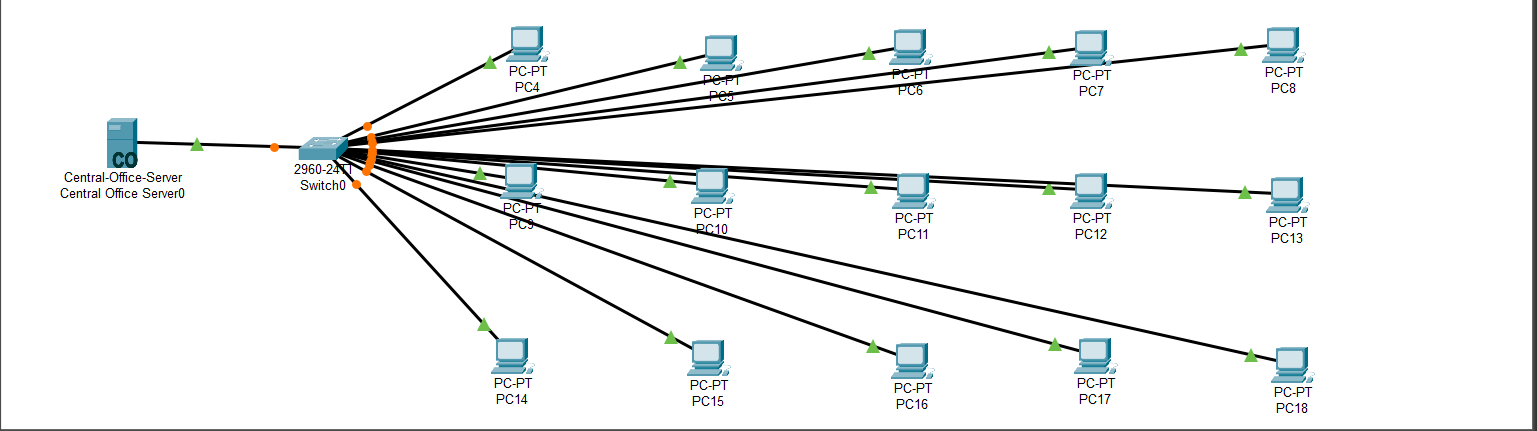 PC-PT
PC4
PC-PT
PC5
PC-PT
PC6
PC-PT
PC7
PC-PT
PC8
CO
Central-Office-Server
Central Office Server0
2960-24TT
Switch0
PC-PT
PC9
PC-PT
PC10
PC-PT
PC11
PC-PT
PC12
PC-PT
PC13
PC-PT
PC14
PC-PT
PC15
PC-PT
PC16
PC-PT
PC17
PC-PT
PC18